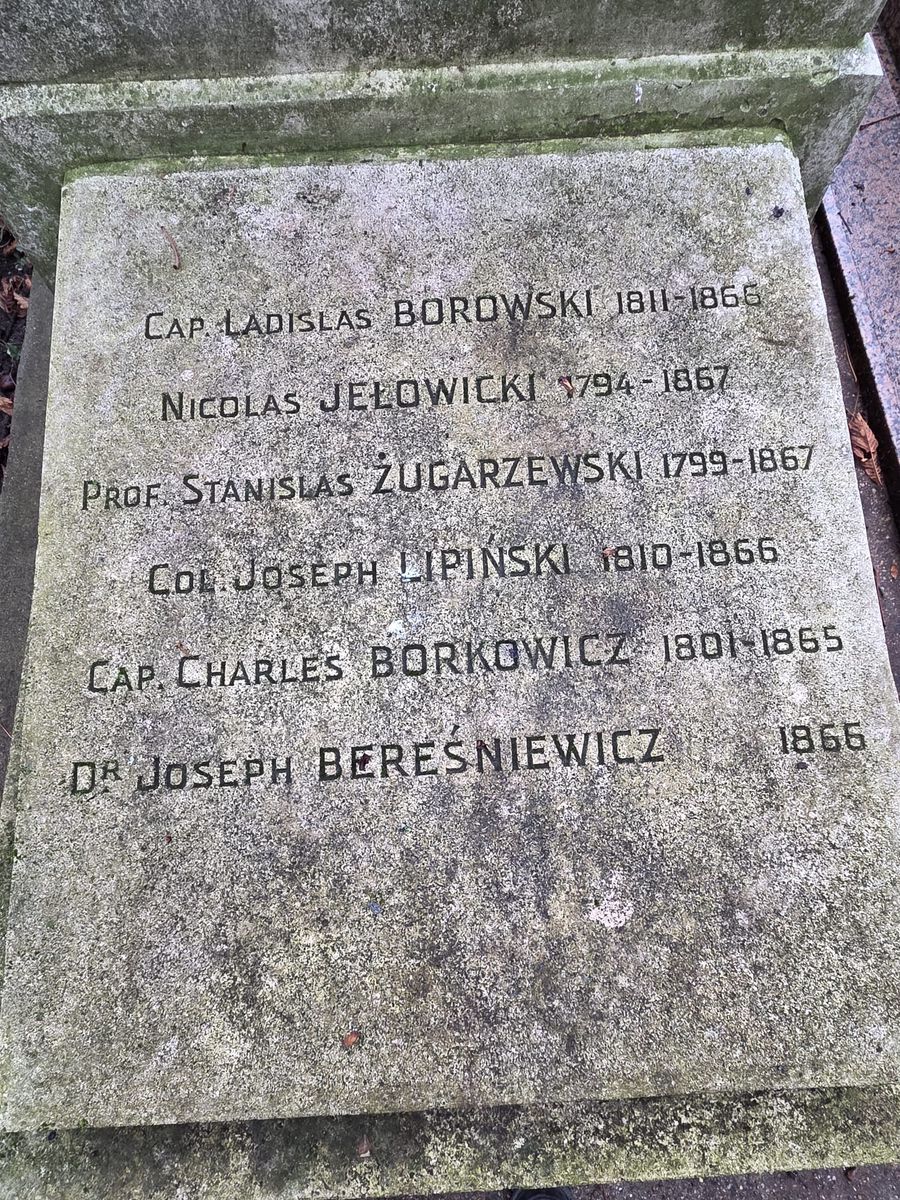 Cap. Ładislas BOROWSKI 1811-1866
Nicolas JEŁOWICKI 1794-1867
Prof. Stanislas ŻUGARZEWSKI 1799-1867
Col. Joseph LIPIŃSKI 1810-1866
Cap. Charles BORKOWICZ 1801-1865
Dr. Joseph BEREŚNIEWICZ 1866